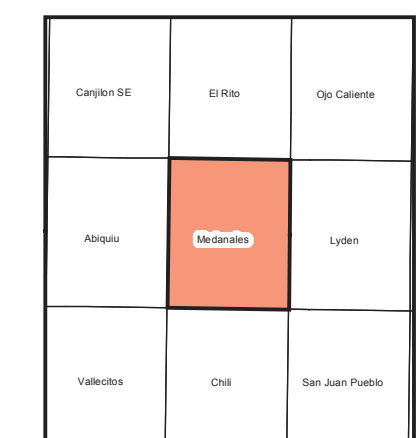 Canjilon SE
El Rito
Ojo Caliente
Abiquiu
Medanales
Lyden
Vallecitos
Chili
San Juan Pueblo